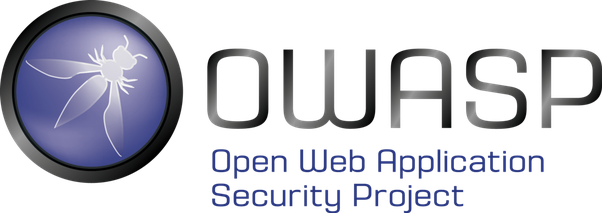 OWASP
Open Web Application
Security Project